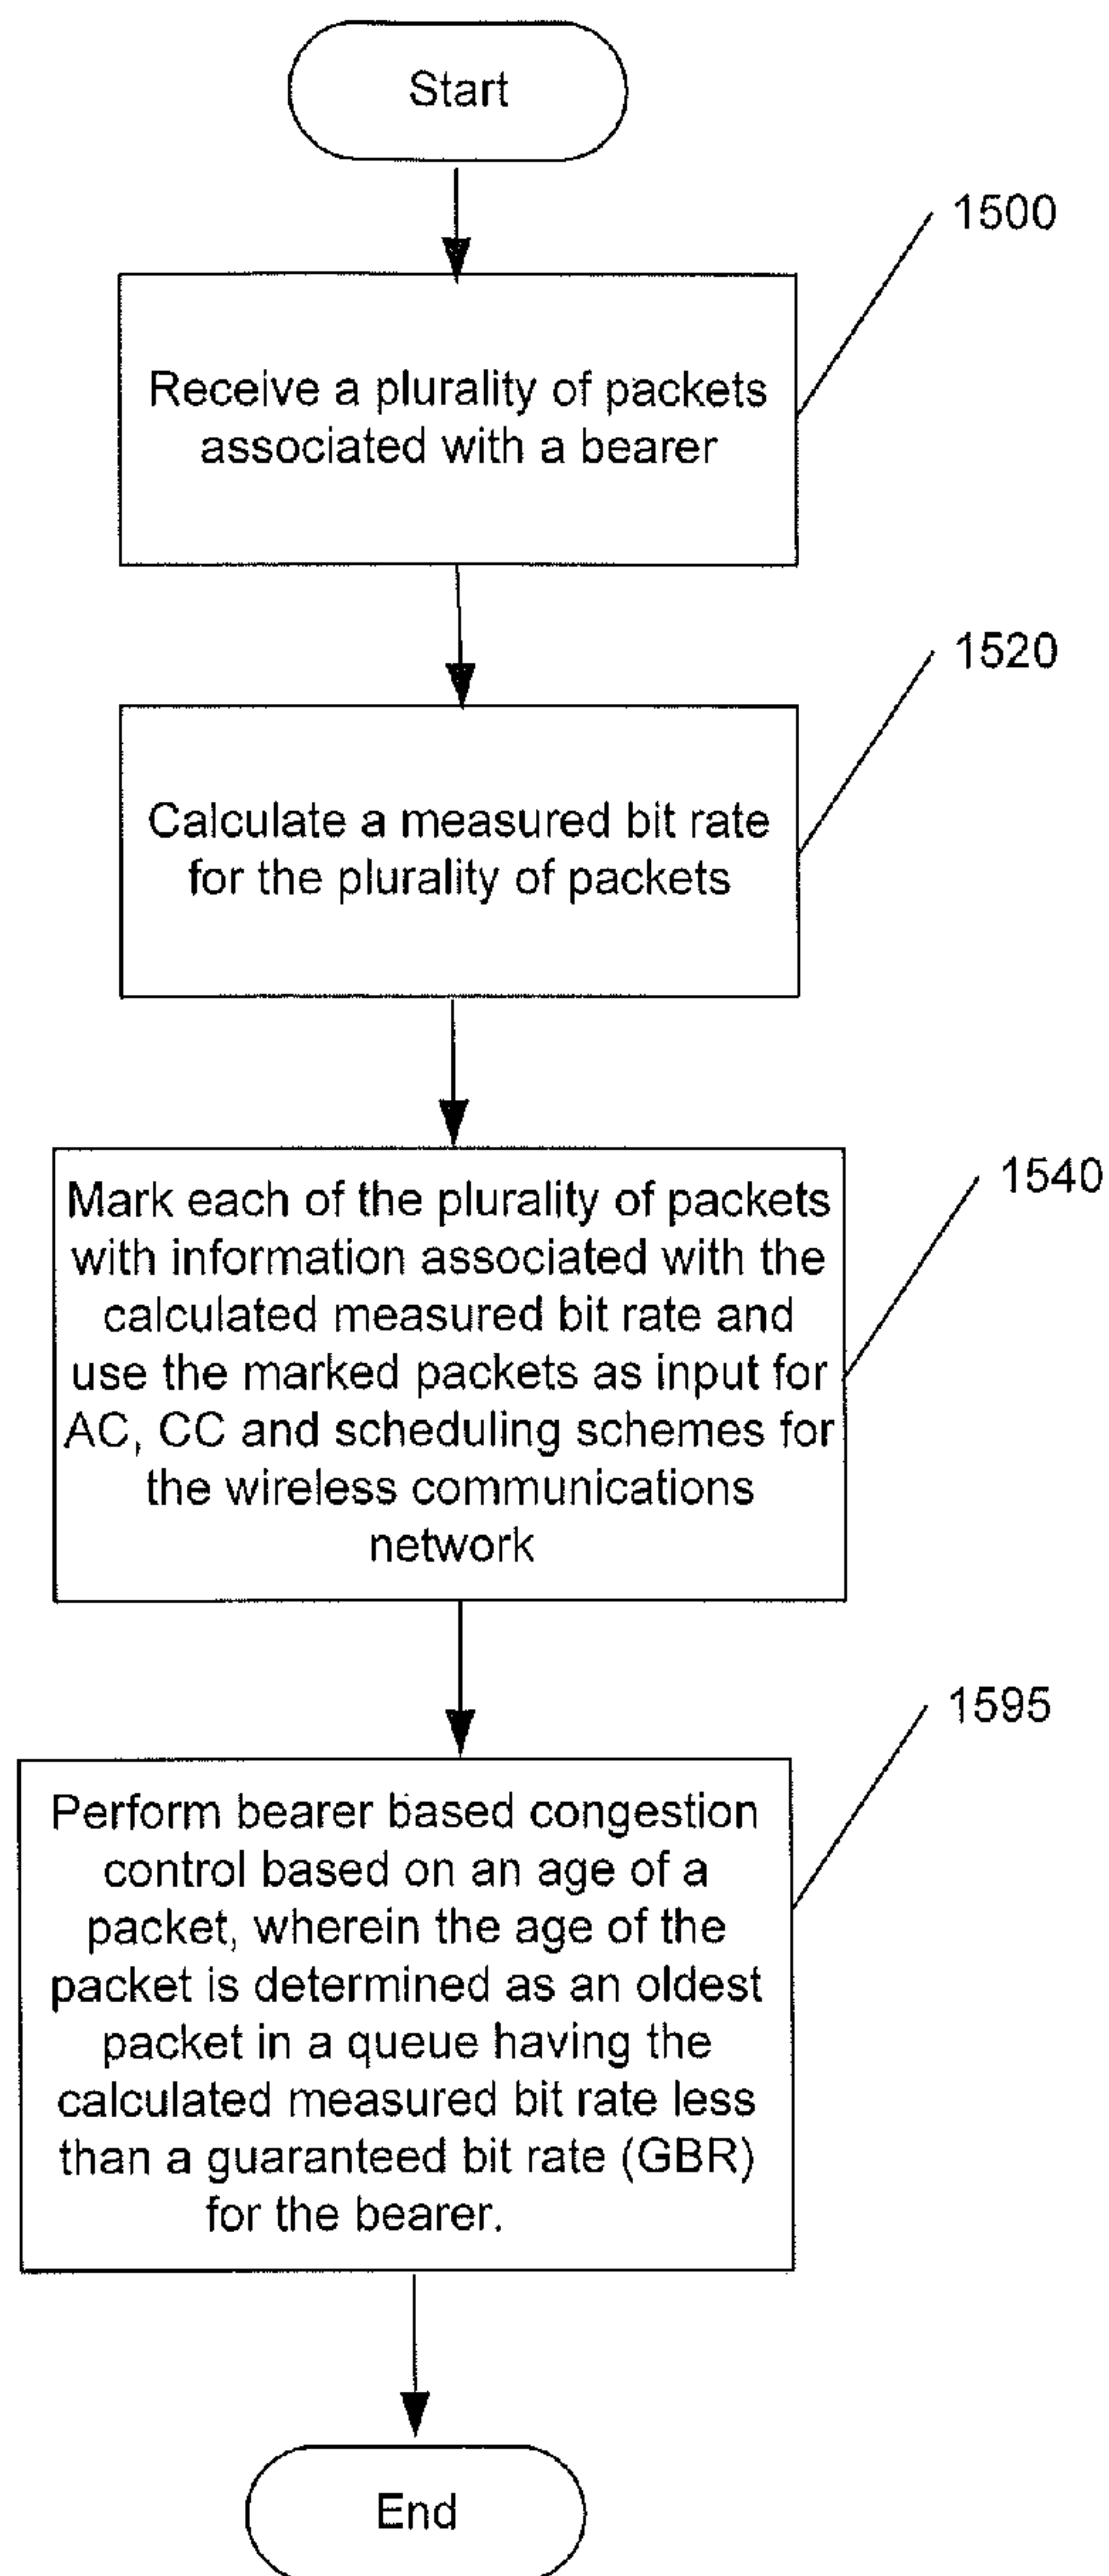 Start
1500
Receive a plurality of packets
associated with a bearer
1520
Calculate a measured bit rate
for the plurality of packets
1540
Mark each of the plurality of packets
with information associated with the
calculated measured bit rate and
use the marked packets as input for
AC, CC and scheduling schemes for
the wireless communications
network
1595
Perform bearer based congestion
control based on an age of a
packet, wherein the age of the
packet is determined as an oldest
packet in a queue having the
calculated measured bit rate less
than a guaranteed bit rate (GBR)
for the bearer.
End